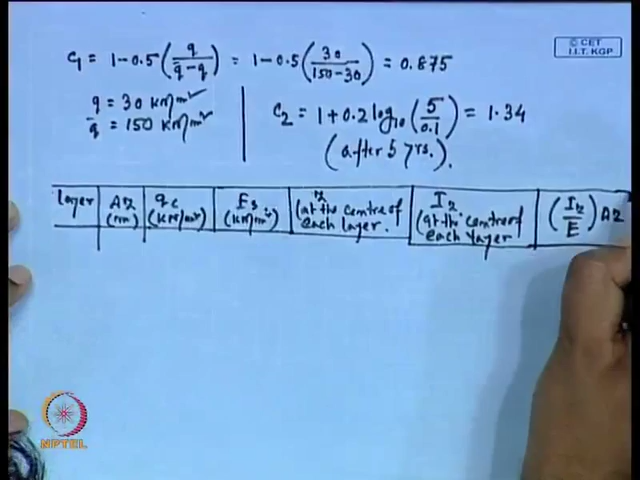 © CET
I.I.T. KGP
C₁ = 1-0.5(q/(q̄-q)) = 1-0.5(30/(150-30)) = 0.875
q = 30 kN/m²
q̄ = 150 kN/m²
C₂ = 1+0.2 log₁₀(5/0.1) = 1.34
(after 5 yrs.).
layer | Δz (m) | qc (kN/m²) | Es (kN/m²) | z (at the centre of each layer. | Iz (at the centre of each layer | (Iz/E) Δz
NPTEL